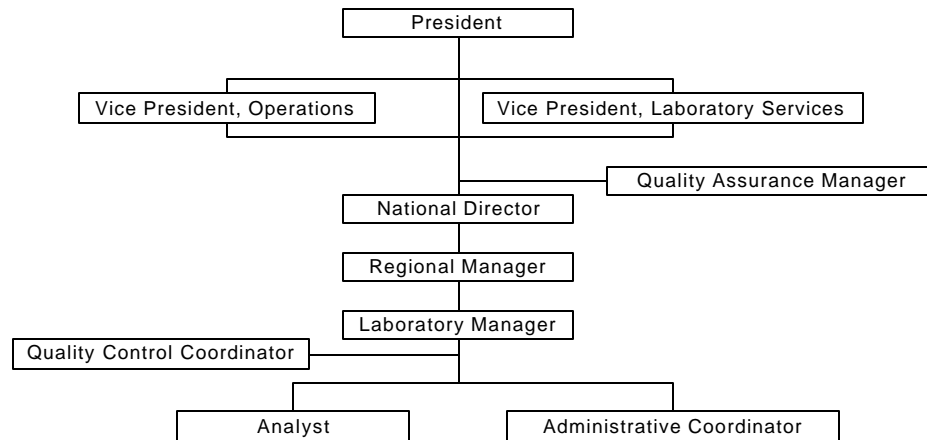 President
Vice President, Operations
Vice President, Laboratory Services
Quality Assurance Manager
National Director
Regional Manager
Laboratory Manager
Quality Control Coordinator
Analyst
Administrative Coordinator